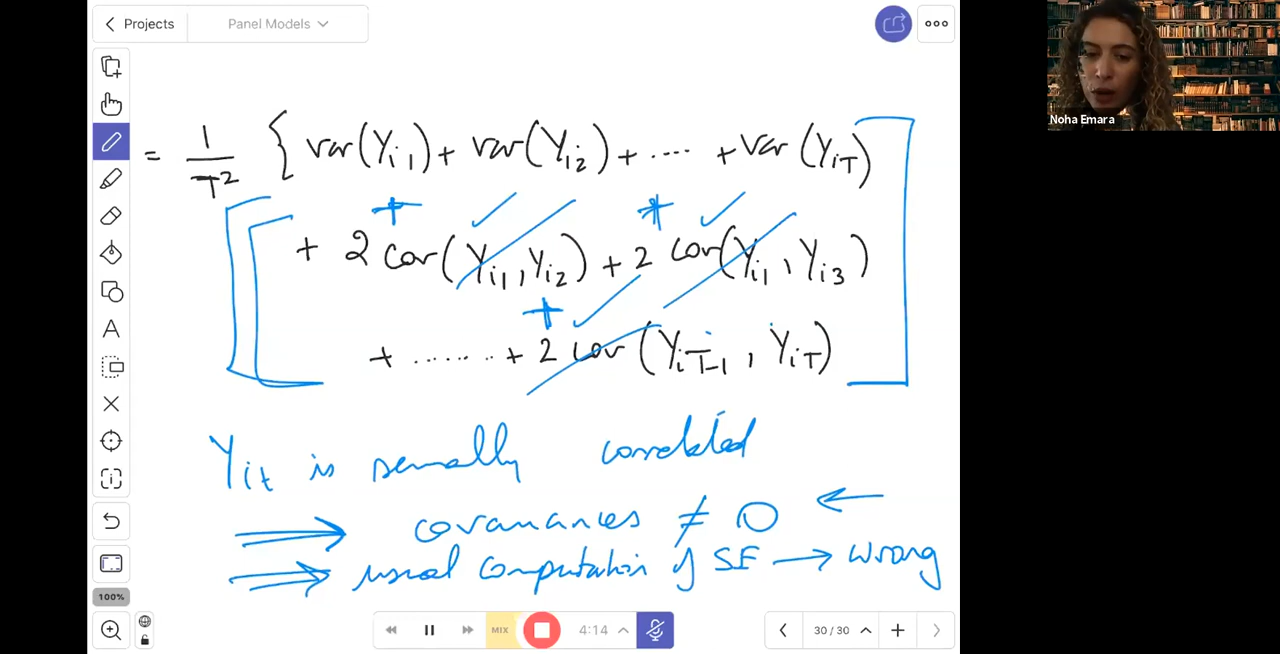 Projects
Panel Models
= 1/T² { var(Yi1) + var(Yi2) + .... + var(YiT)
+ + 
+ 2 cov(Yi1, Yi2) + 2 cov(Yi1, Yi3)
+
+ ........ + 2 cov(YiT-1, YiT)
Yit is serially correlated
⟹ covariances ≠ 0 ←
⟹ usual computation of SE → wrong
A
100%
MIX
4:14
30/30
Noha Emara